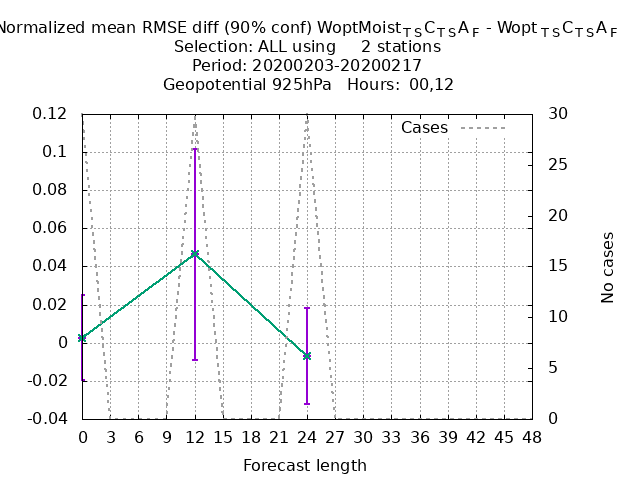 Normalized mean RMSE diff (90% conf) WoptMoist_TSC_TSA_F - Wopt_TSC_TSA_F
Selection: ALL using 2 stations
Period: 20200203-20200217
Geopotential 925hPa Hours: 00,12
0.12
0.1
0.08
0.06
0.04
0.02
0
-0.02
-0.04
Cases
30
25
20
15
10
5
0
No cases
0 3 6 9 12 15 18 21 24 27 30 33 36 39 42 45 48
Forecast length